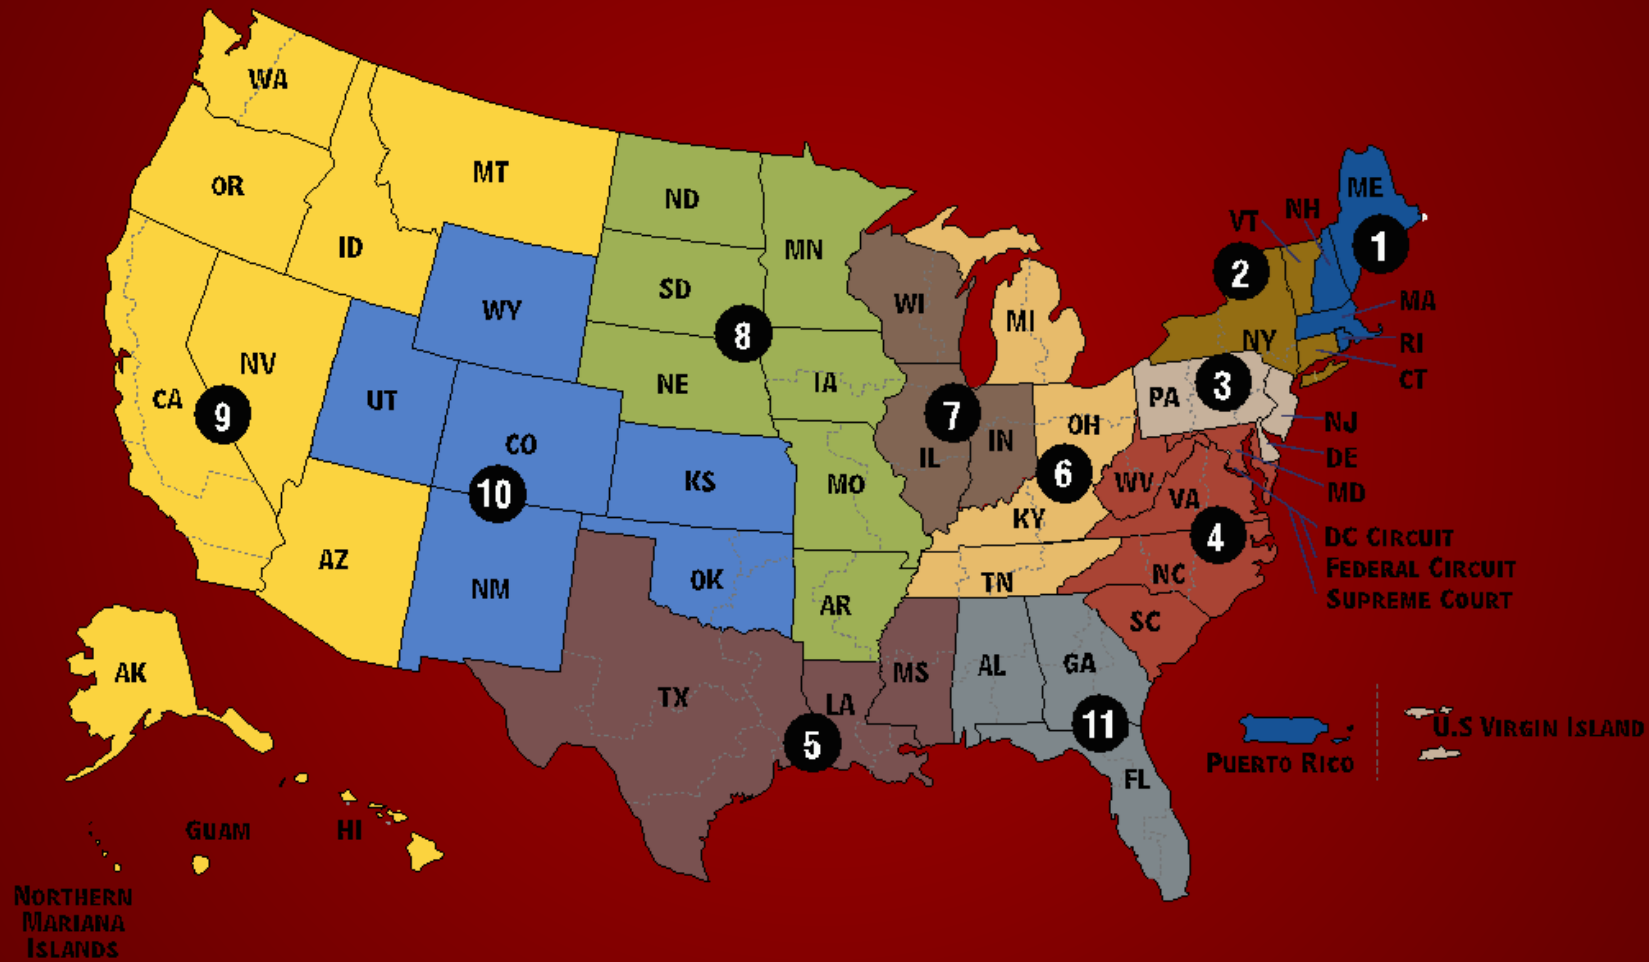 WA
OR
MT
ID
ND
MN
SD
WY
NV
CA
9
UT
CO
10
NE
8
IA
WI
MI
VT
NH
ME
1
2
NY
MA
RI
CT
3
PA
NJ
DE
MD
7
OH
IN
IL
6
KS
MO
KY
WV
VA
4
DC CIRCUIT
FEDERAL CIRCUIT
SUPREME COURT
AZ
NM
OK
AR
TN
NC
SC
AK
TX
LA
MS
AL
GA
5
11
FL
PUERTO RICO
U.S VIRGIN ISLAND
GUAM
HI
NORTHERN
MARIANA
ISLANDS